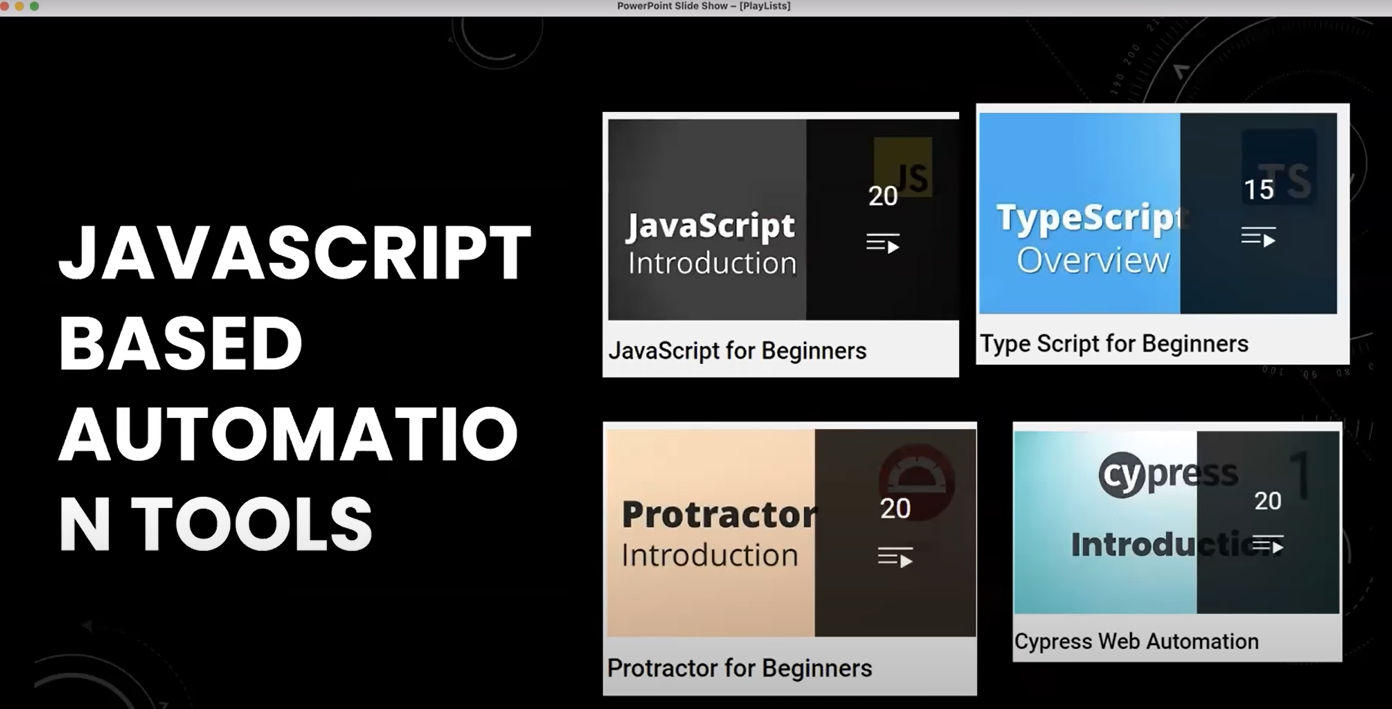 PowerPoint Slide Show – [PlayLists]
JAVASCRIPT
BASED
AUTOMATIO
N TOOLS
JS
20
JavaScript
Introduction
JavaScript for Beginners
TS
15
TypeScript
Overview
Type Script for Beginners
20
Protractor
Introduction
Protractor for Beginners
cypress
1
20
Introduction
Cypress Web Automation